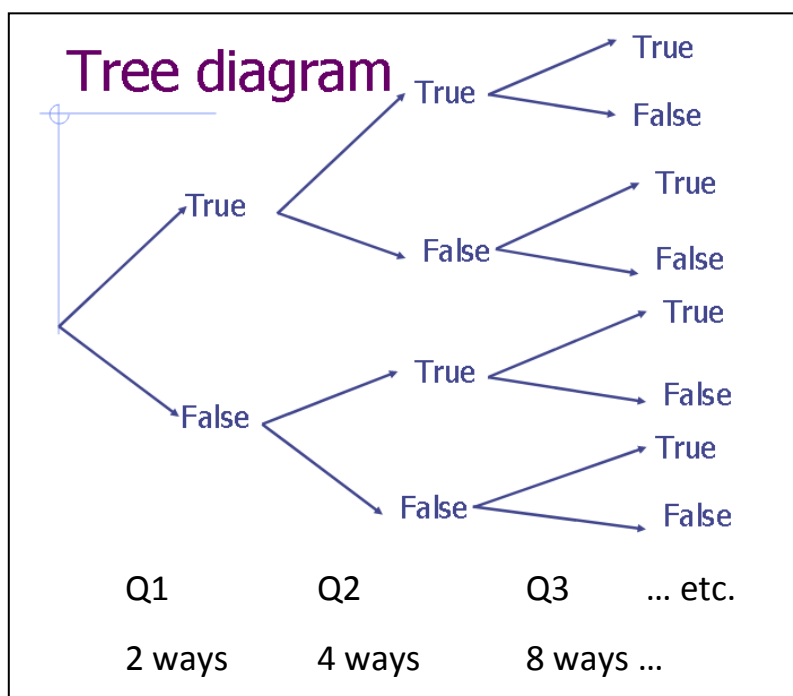 Tree diagram
True
True
False
True
True
False
False
True
True
False
False
True
False
False
Q1 Q2 Q3 ... etc.
2 ways 4 ways 8 ways ...